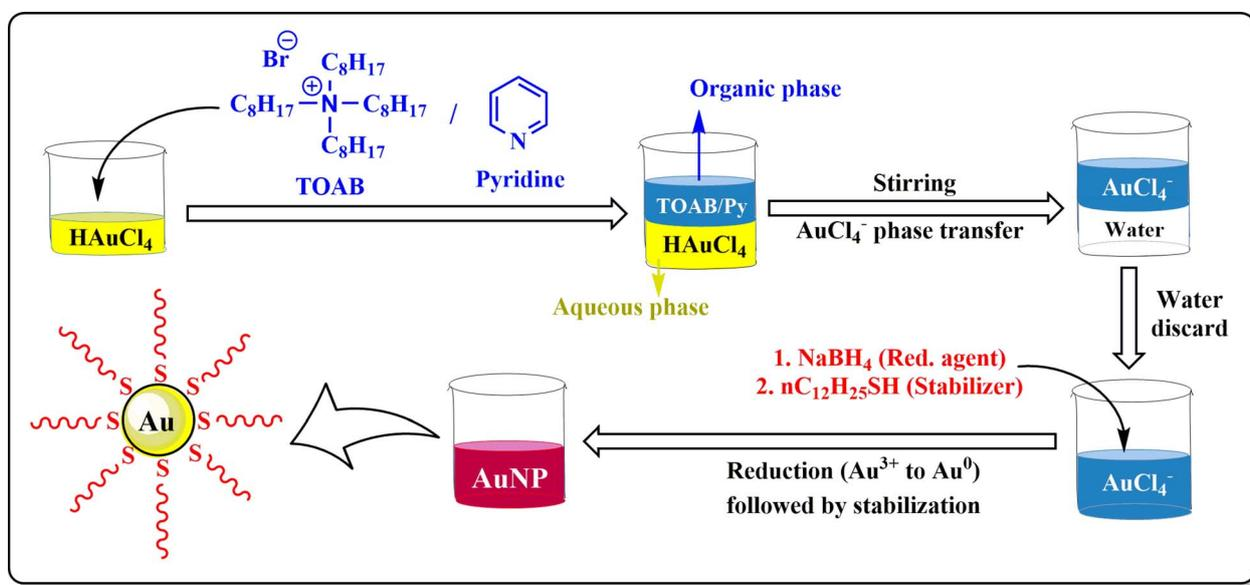 Br⊖
C₈H₁₇
C₈H₁₇—N⊕—C₈H₁₇
C₈H₁₇
TOAB
/
N
Pyridine
HAuCl₄
Organic phase
TOAB/Py
HAuCl₄
Aqueous phase
Stirring
AuCl₄⁻ phase transfer
AuCl₄⁻
Water
Water
discard
1. NaBH₄ (Red. agent)
2. nC₁₂H₂₅SH (Stabilizer)
AuCl₄⁻
Reduction (Au³⁺ to Au⁰)
followed by stabilization
AuNP
S
S
S
S
Au
S
S
S
S